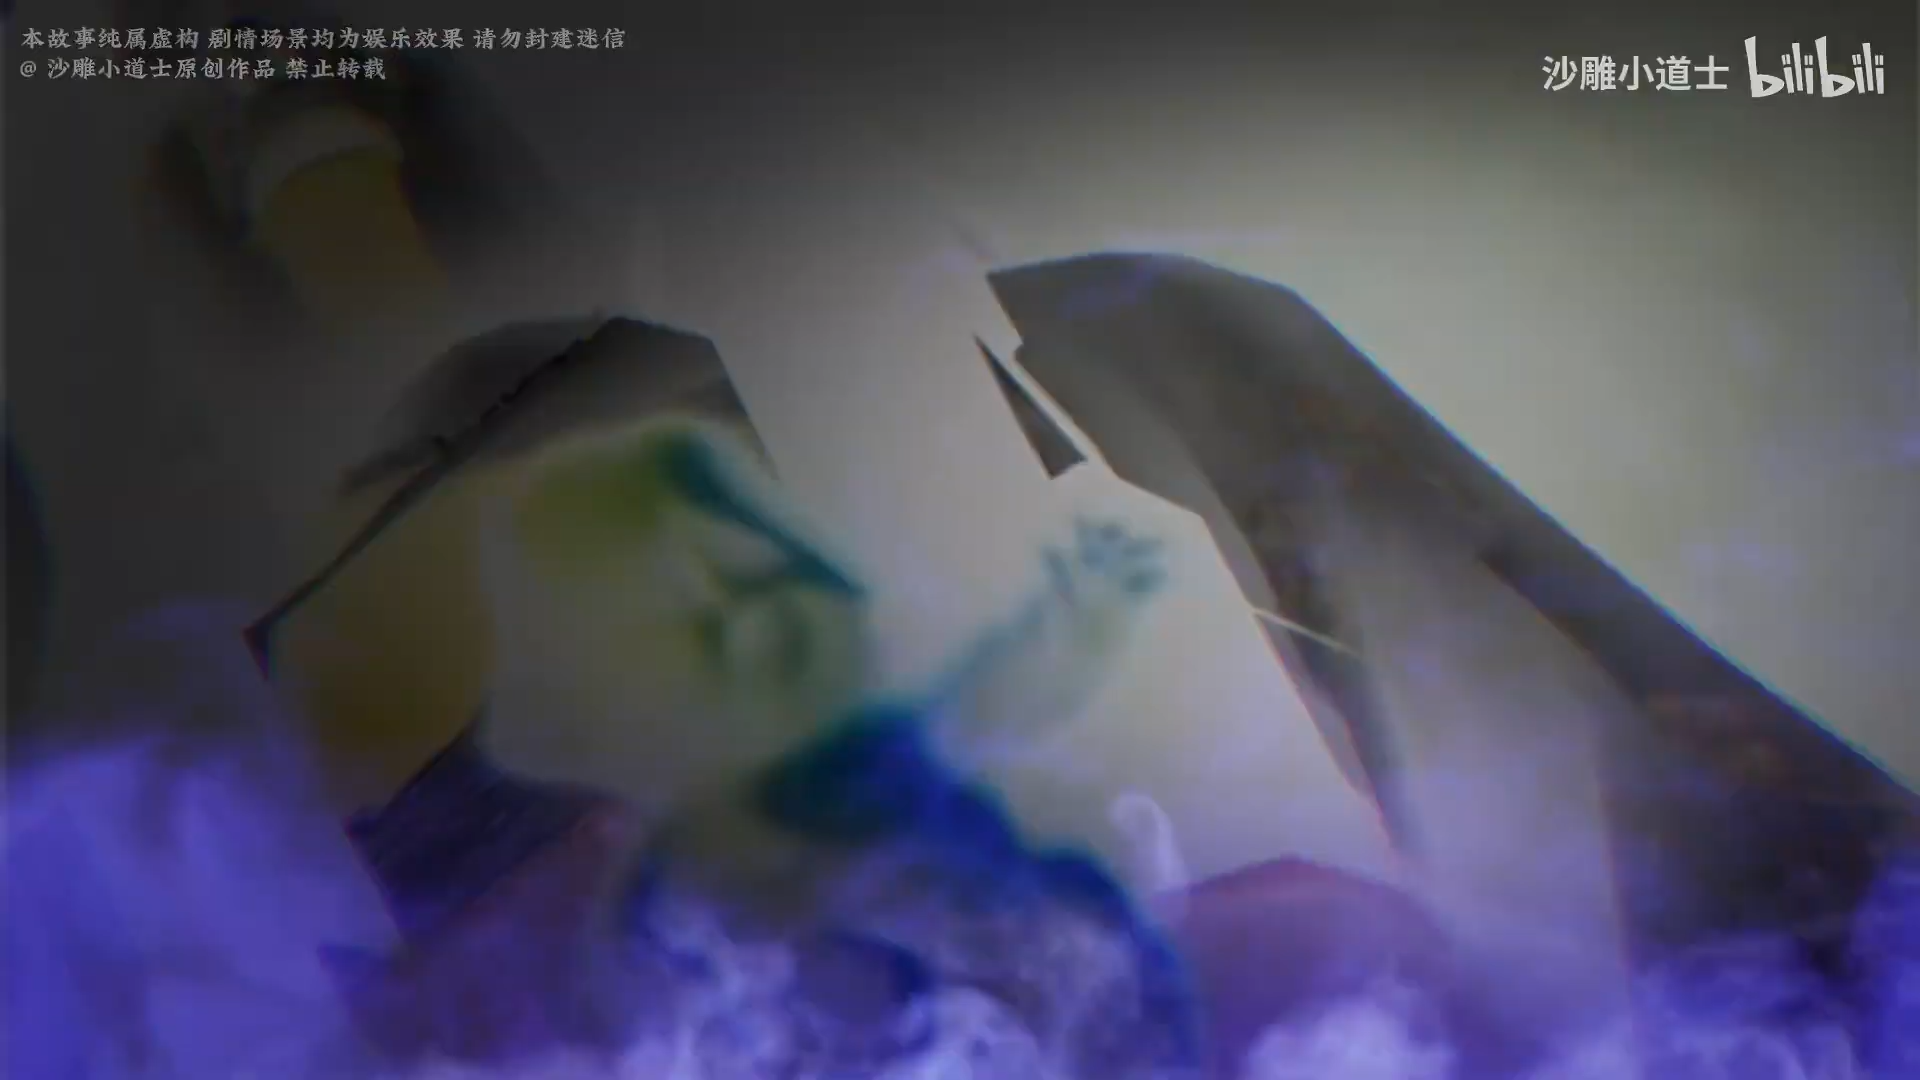 本故事纯属虚构 剧情场景均为娱乐效果 请勿封建迷信
@ 沙雕小道士原创作品 禁止转载
沙雕小道士 bilibili